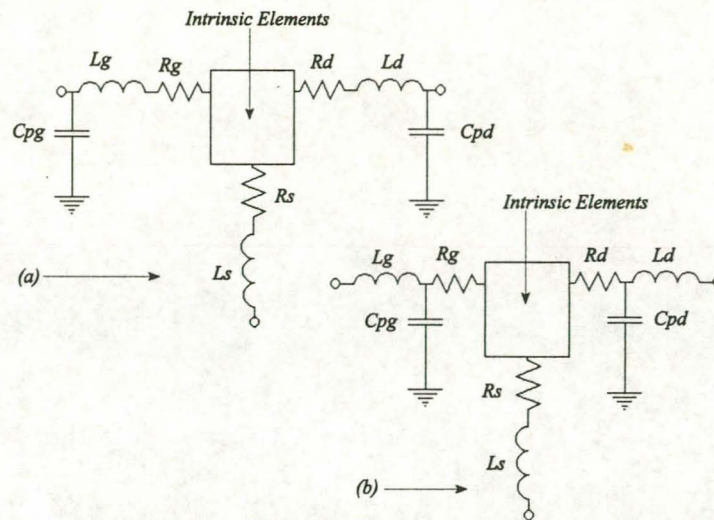 Intrinsic Elements
Lg Rg Rd Ld
Cpg Cpd
Rs
Ls
(a)
Intrinsic Elements
Lg Rg Rd Ld
Cpg Cpd
Rs
Ls
(b)